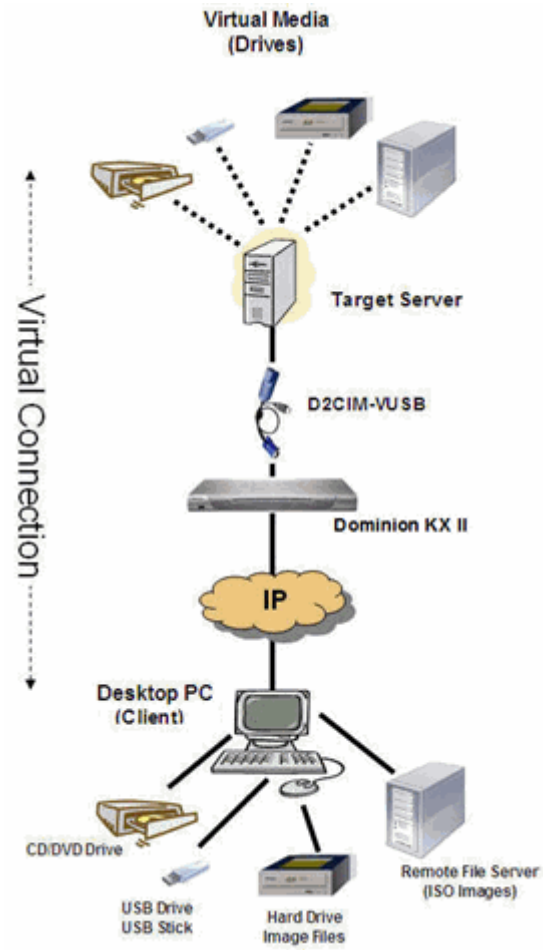 Virtual Media
(Drives)
Virtual Connection
Target Server
D2CIM-VUSB
Dominion KX II
IP
Desktop PC
(Client)
CD/DVD Drive
USB Drive
USB Stick
Hard Drive
Image Files
Remote File Server
(ISO Images)